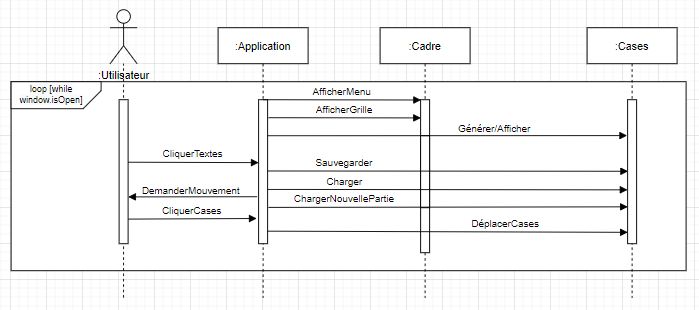 :Utilisateur
:Application
:Cadre
:Cases
loop [while
window.isOpen]
AfficherMenu
AfficherGrille
Générer/Afficher
CliquerTextes
Sauvegarder
Charger
DemanderMouvement
ChargerNouvellePartie
CliquerCases
DéplacerCases